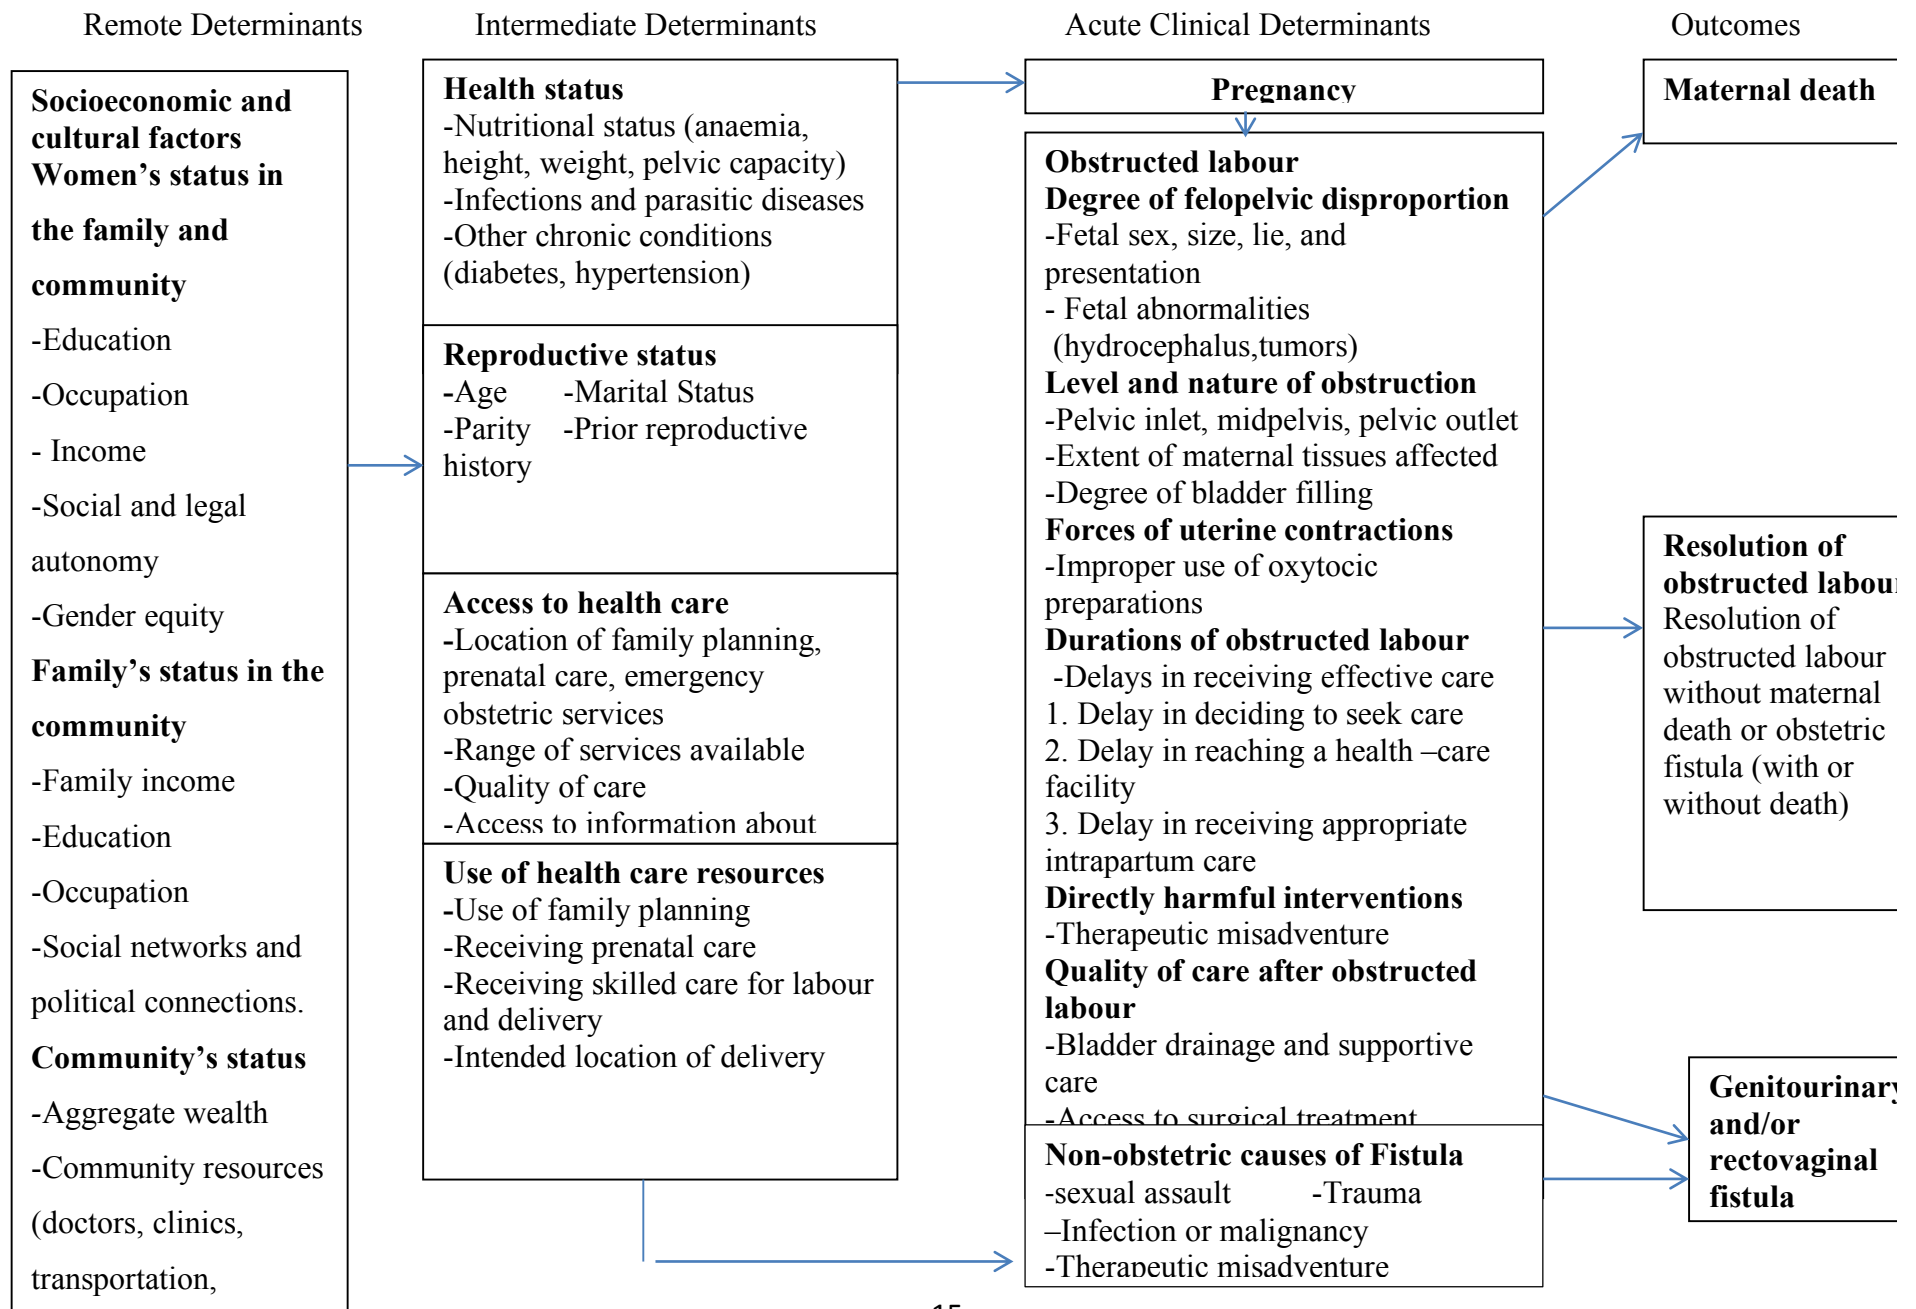 Remote Determinants
Intermediate Determinants
Acute Clinical Determinants
Outcomes
Socioeconomic and
cultural factors
Women's status in
the family and
community
-Education
-Occupation
- Income
-Social and legal
autonomy
-Gender equity
Family's status in the
community
-Family income
-Education
-Occupation
-Social networks and
political connections.
Community's status
-Aggregate wealth
-Community resources
(doctors, clinics,
transportation,
Health status
-Nutritional status (anaemia,
height, weight, pelvic capacity)
-Infections and parasitic diseases
-Other chronic conditions
(diabetes, hypertension)
Reproductive status
-Age -Marital Status
-Parity -Prior reproductive
history
Access to health care
-Location of family planning,
prenatal care, emergency
obstetric services
-Range of services available
-Quality of care
-Access to information about
Use of health care resources
-Use of family planning
-Receiving prenatal care
-Receiving skilled care for labour
and delivery
-Intended location of delivery
Pregnancy
Obstructed labour
Degree of felopelvic disproportion
-Fetal sex, size, lie, and
presentation
- Fetal abnormalities
(hydrocephalus,tumors)
Level and nature of obstruction
-Pelvic inlet, midpelvis, pelvic outlet
-Extent of maternal tissues affected
-Degree of bladder filling
Forces of uterine contractions
-Improper use of oxytocic
preparations
Durations of obstructed labour
-Delays in receiving effective care
1. Delay in deciding to seek care
2. Delay in reaching a health –care
facility
3. Delay in receiving appropriate
intrapartum care
Directly harmful interventions
-Therapeutic misadventure
Quality of care after obstructed
labour
-Bladder drainage and supportive
care
-Access to surgical treatment
Non-obstetric causes of Fistula
-sexual assault -Trauma
–Infection or malignancy
-Therapeutic misadventure
Maternal death
Resolution of
obstructed labour
Resolution of
obstructed labour
without maternal
death or obstetric
fistula (with or
without death)
Genitourinary
and/or
rectovaginal
fistula